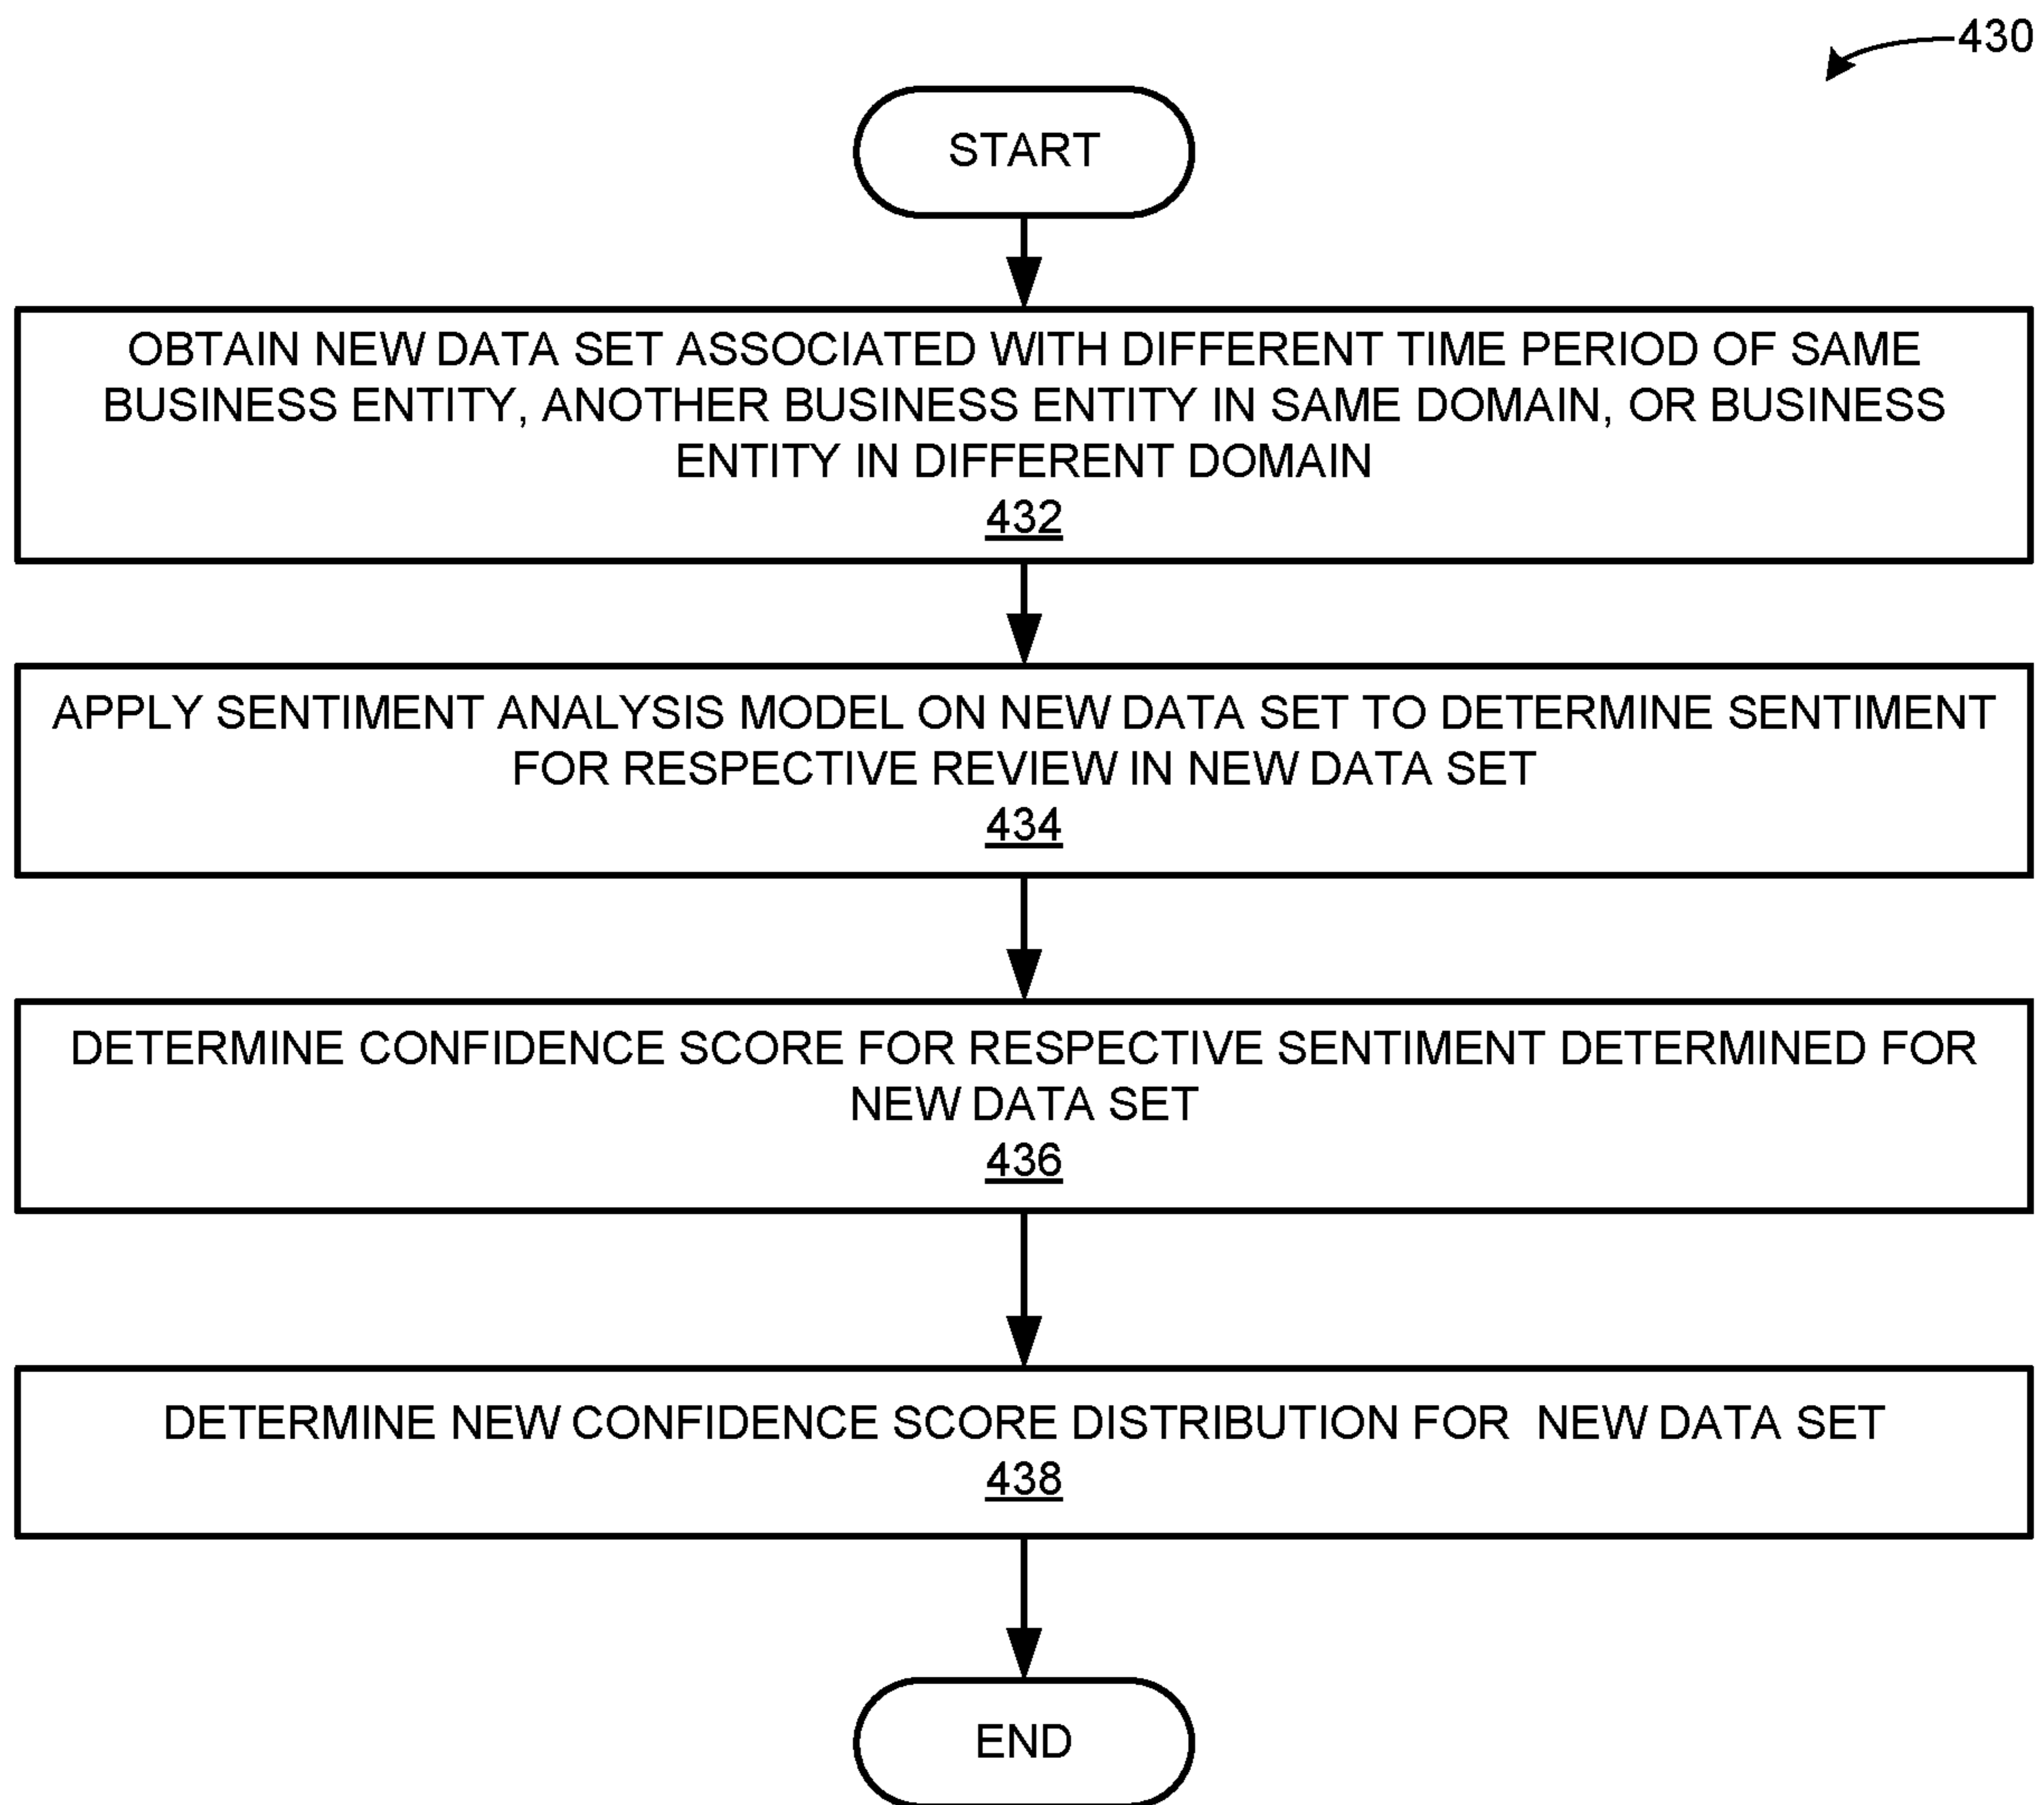 430
START
OBTAIN NEW DATA SET ASSOCIATED WITH DIFFERENT TIME PERIOD OF SAME
BUSINESS ENTITY, ANOTHER BUSINESS ENTITY IN SAME DOMAIN, OR BUSINESS
ENTITY IN DIFFERENT DOMAIN
432
APPLY SENTIMENT ANALYSIS MODEL ON NEW DATA SET TO DETERMINE SENTIMENT
FOR RESPECTIVE REVIEW IN NEW DATA SET
434
DETERMINE CONFIDENCE SCORE FOR RESPECTIVE SENTIMENT DETERMINED FOR
NEW DATA SET
436
DETERMINE NEW CONFIDENCE SCORE DISTRIBUTION FOR NEW DATA SET
438
END